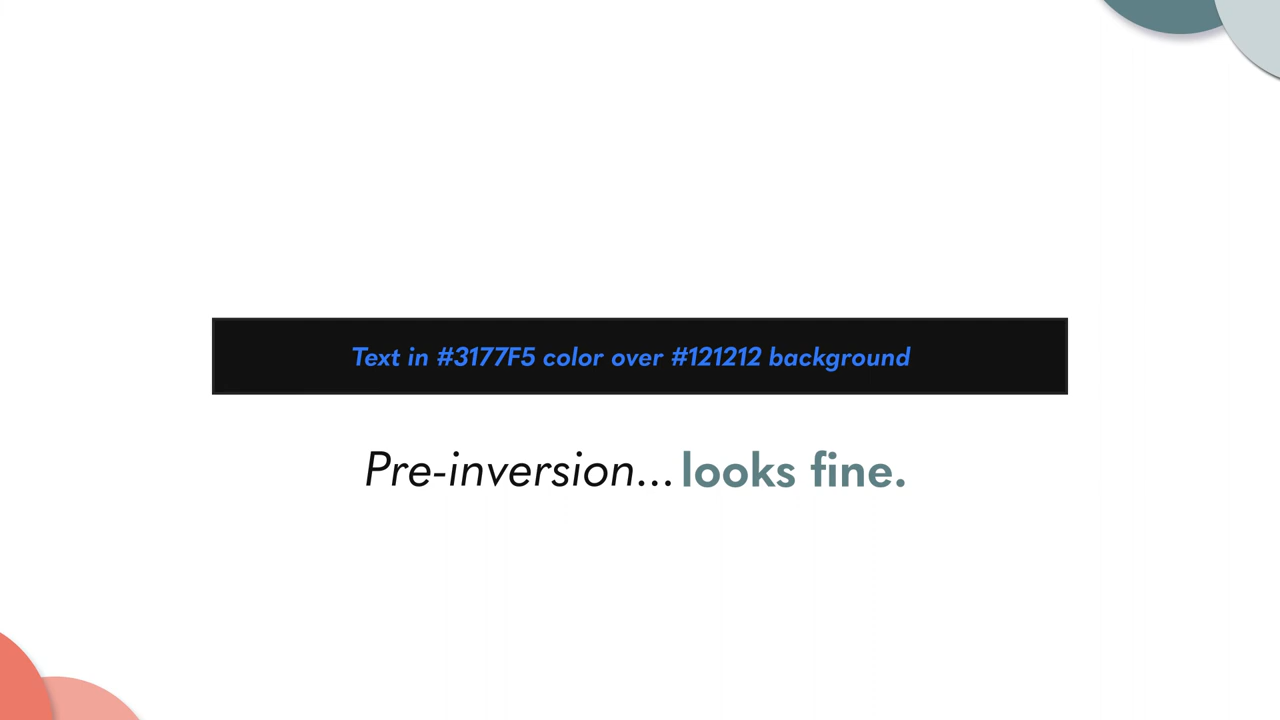 Text in #3177F5 color over #121212 background
Pre-inversion... looks fine.